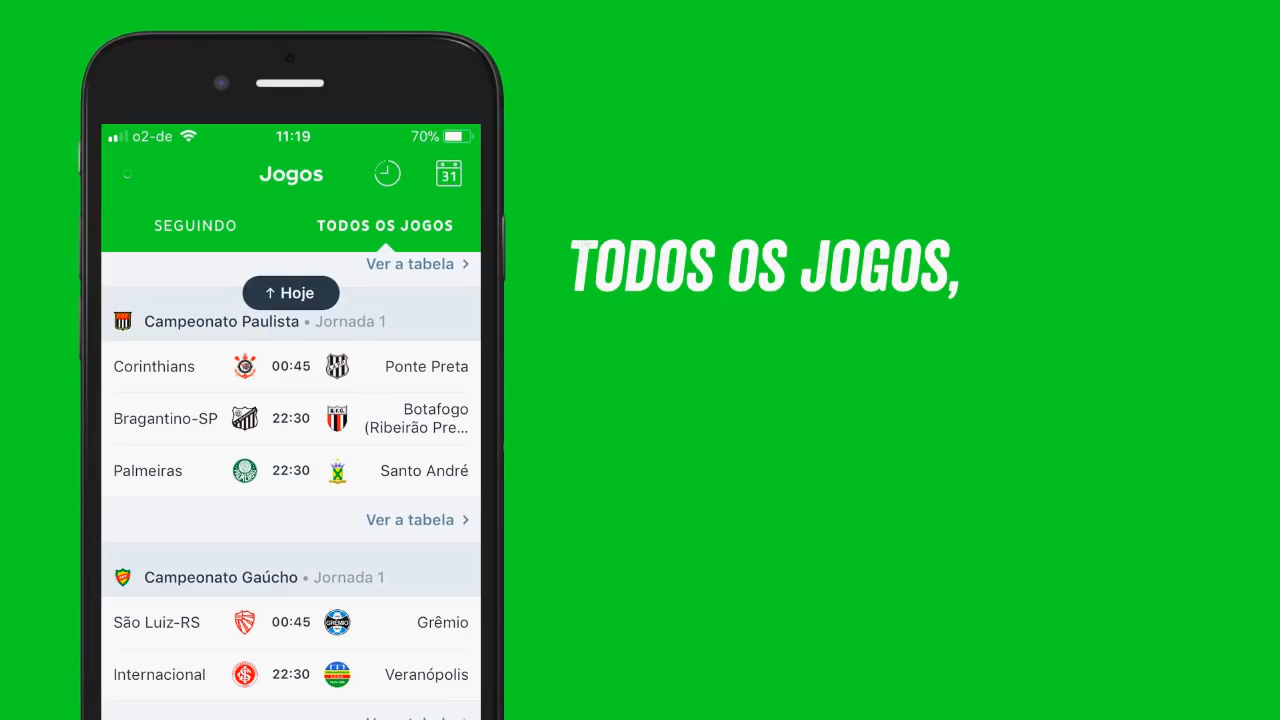 o2-de 11:19 70%
Jogos 31
SEGUINDO TODOS OS JOGOS
Ver a tabela
↑ Hoje
Campeonato Paulista • Jornada 1
Corinthians 00:45 Ponte Preta
Bragantino-SP 22:30 Botafogo
(Ribeirão Pre...
Palmeiras 22:30 Santo André
Ver a tabela
Campeonato Gaúcho • Jornada 1
São Luiz-RS 00:45 GRÊMIO Grêmio
Internacional 22:30 Veranópolis
TODOS OS JOGOS,